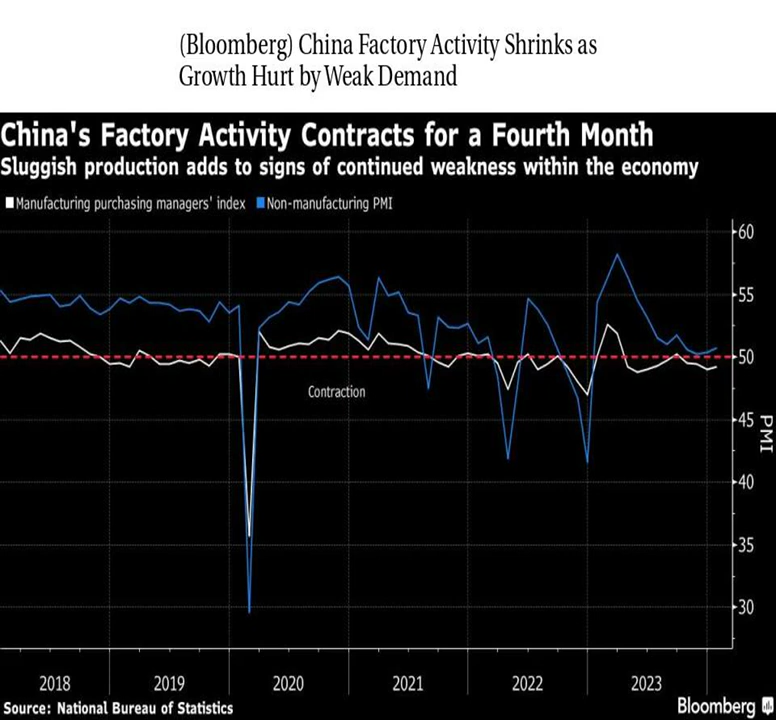 (Bloomberg) China Factory Activity Shrinks as
Growth Hurt by Weak Demand
China's Factory Activity Contracts for a Fourth Month
Sluggish production adds to signs of continued weakness within the economy
Manufacturing purchasing managers' index Non-manufacturing PMI
60
55
50
Contraction
45
PMI
40
35
30
2018 2019 2020 2021 2022 2023
Source: National Bureau of Statistics
Bloomberg